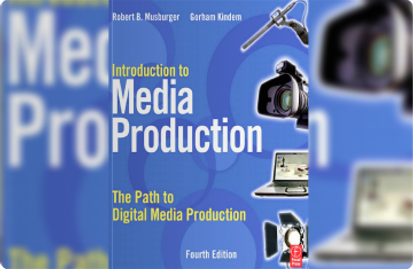 Robert B. Musburger Gorham Kindem
Introduction to
Media
Production
The Path to
Digital Media Production
Fourth Edition